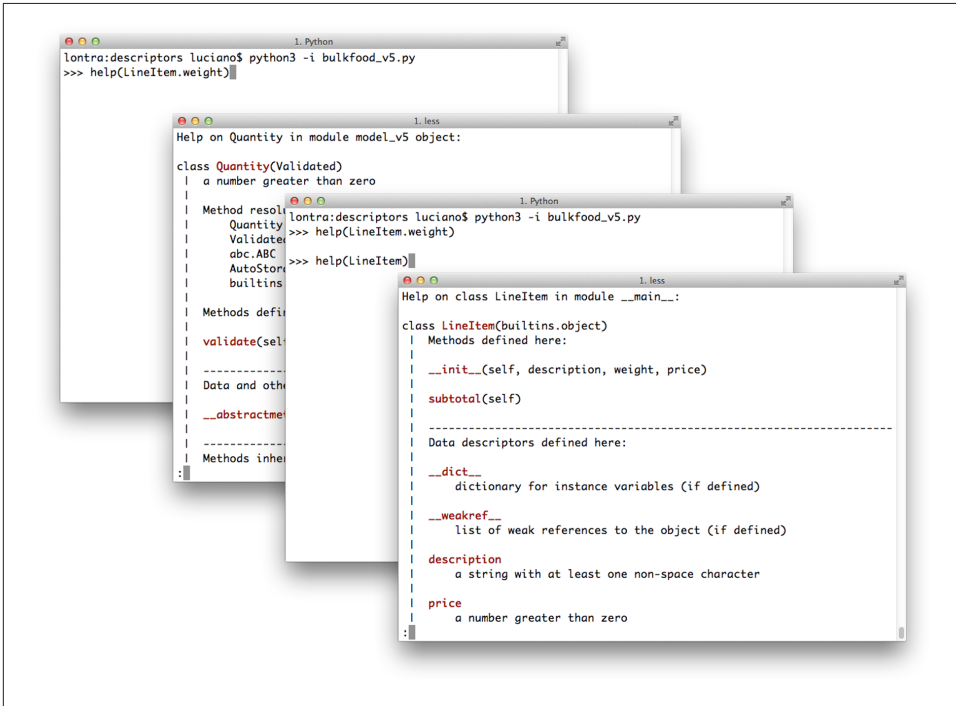 1. Python
lontra:descriptors luciano$ python3 -i bulkfood_v5.py
>>> help(LineItem.weight)
1. less
Help on Quantity in module model_v5 object:
class Quantity(Validated)
| a number greater than zero
|
| Method resol
| Quantity
| Validated
| abc.ABC
| AutoStora
| builtins
|
| Methods defi
|
| validate(sel
|
| ------------
| Data and othe
|
| __abstractmet
|
| ------------
| Methods inhe
:
1. Python
lontra:descriptors luciano$ python3 -i bulkfood_v5.py
>>> help(LineItem.weight)
>>> help(LineItem)
1. less
Help on class LineItem in module __main__:
class LineItem(builtins.object)
| Methods defined here:
|
| __init__(self, description, weight, price)
|
| subtotal(self)
|
| ----------------------------------------------------------------------
| Data descriptors defined here:
|
| __dict__
| dictionary for instance variables (if defined)
|
| __weakref__
| list of weak references to the object (if defined)
|
| description
| a string with at least one non-space character
|
| price
| a number greater than zero
: